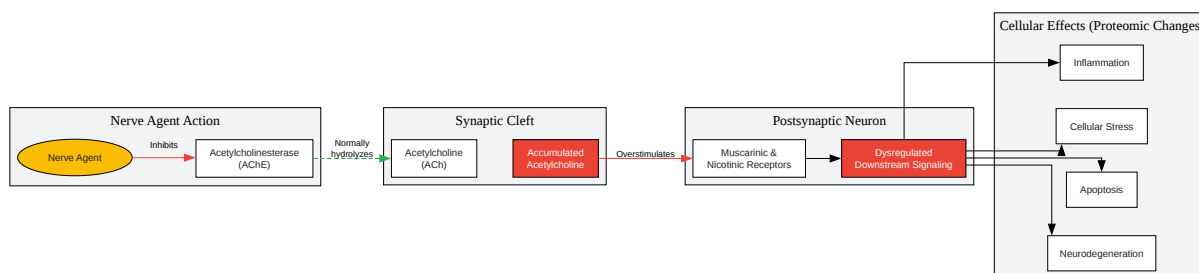 Nerve Agent Action
Nerve Agent
Inhibits
Acetylcholinesterase
(AChE)
Normally
hydrolyzes
Synaptic Cleft
Acetylcholine
(ACh)
Accumulated
Acetylcholine
Overstimulates
Postsynaptic Neuron
Muscarinic &
Nicotinic Receptors
Dysregulated
Downstream Signaling
Cellular Effects (Proteomic Changes
Inflammation
Cellular Stress
Apoptosis
Neurodegeneration